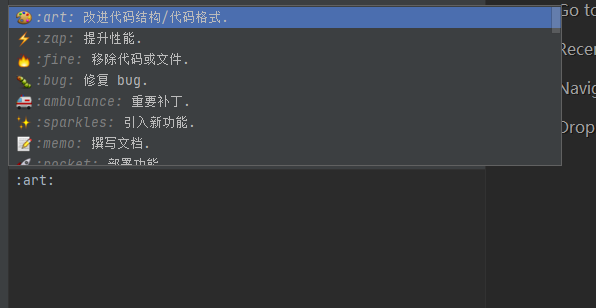 :art: 改进代码结构/代码格式.
:zap: 提升性能.
:fire: 移除代码或文件.
:bug: 修复 bug.
:ambulance: 重要补丁.
:sparkles: 引入新功能.
:memo: 撰写文档.
:rocket: 部署功能
:art:
Go to
Recen
Navig
Drop